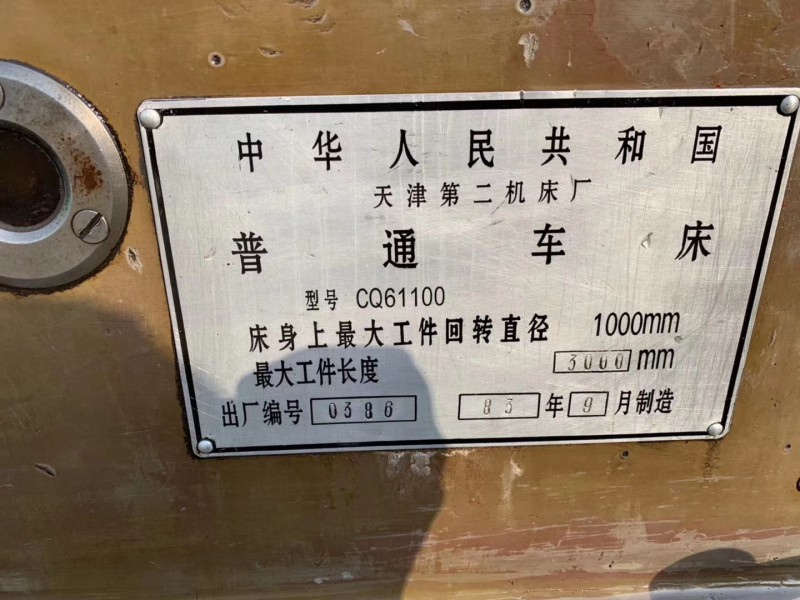 中华人民共和国
天津第二机床厂
普通车床
型号 CQ61100
床身上最大工件回转直径 1000mm
最大工件长度 3000 mm
出厂编号 0386 83 年 9 月制造